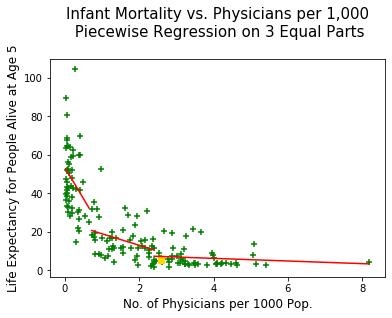 Infant Mortality vs. Physicians per 1,000
Piecewise Regression on 3 Equal Parts
Life Expectancy for People Alive at Age 5
100
80
60
40
20
0
0
2
4
6
8
No. of Physicians per 1000 Pop.